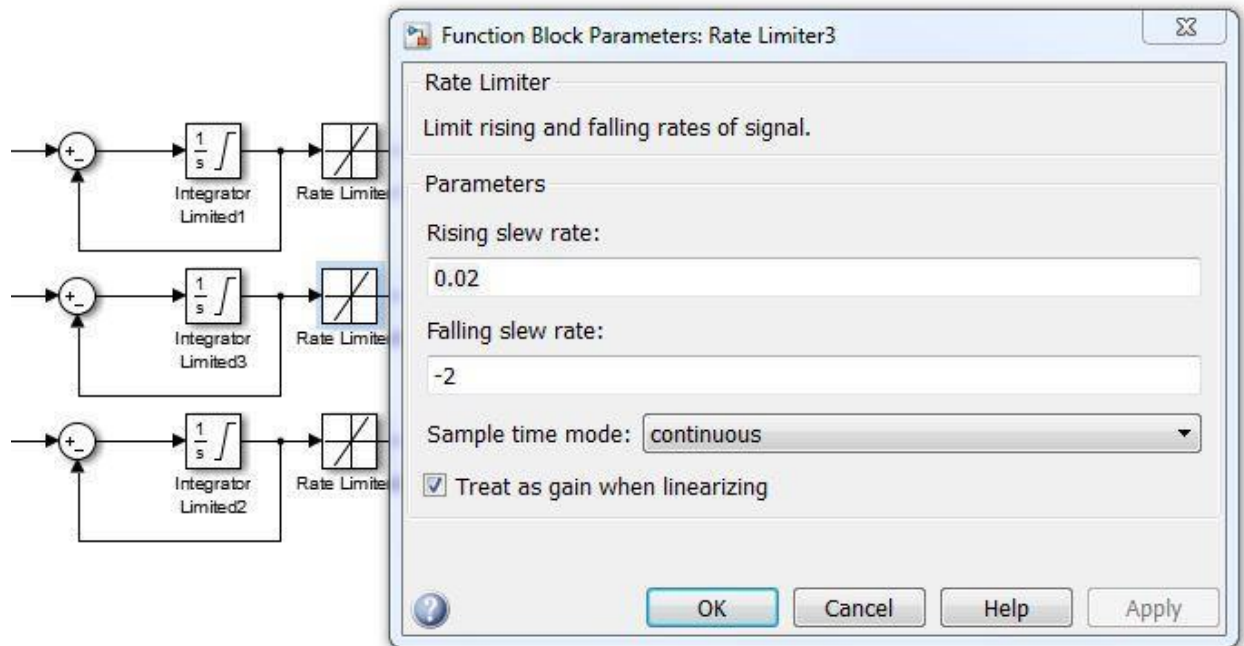 Function Block Parameters: Rate Limiter3
Rate Limiter
Limit rising and falling rates of signal.
Parameters
Rising slew rate:
0.02
Falling slew rate:
-2
Sample time mode: continuous
Treat as gain when linearizing
OK Cancel Help Apply
+
-
1
s
Integrator
Limited1
Rate Limite
+
-
1
s
Integrator
Limited3
Rate Limite
+
-
1
s
Integrator
Limited2
Rate Limite